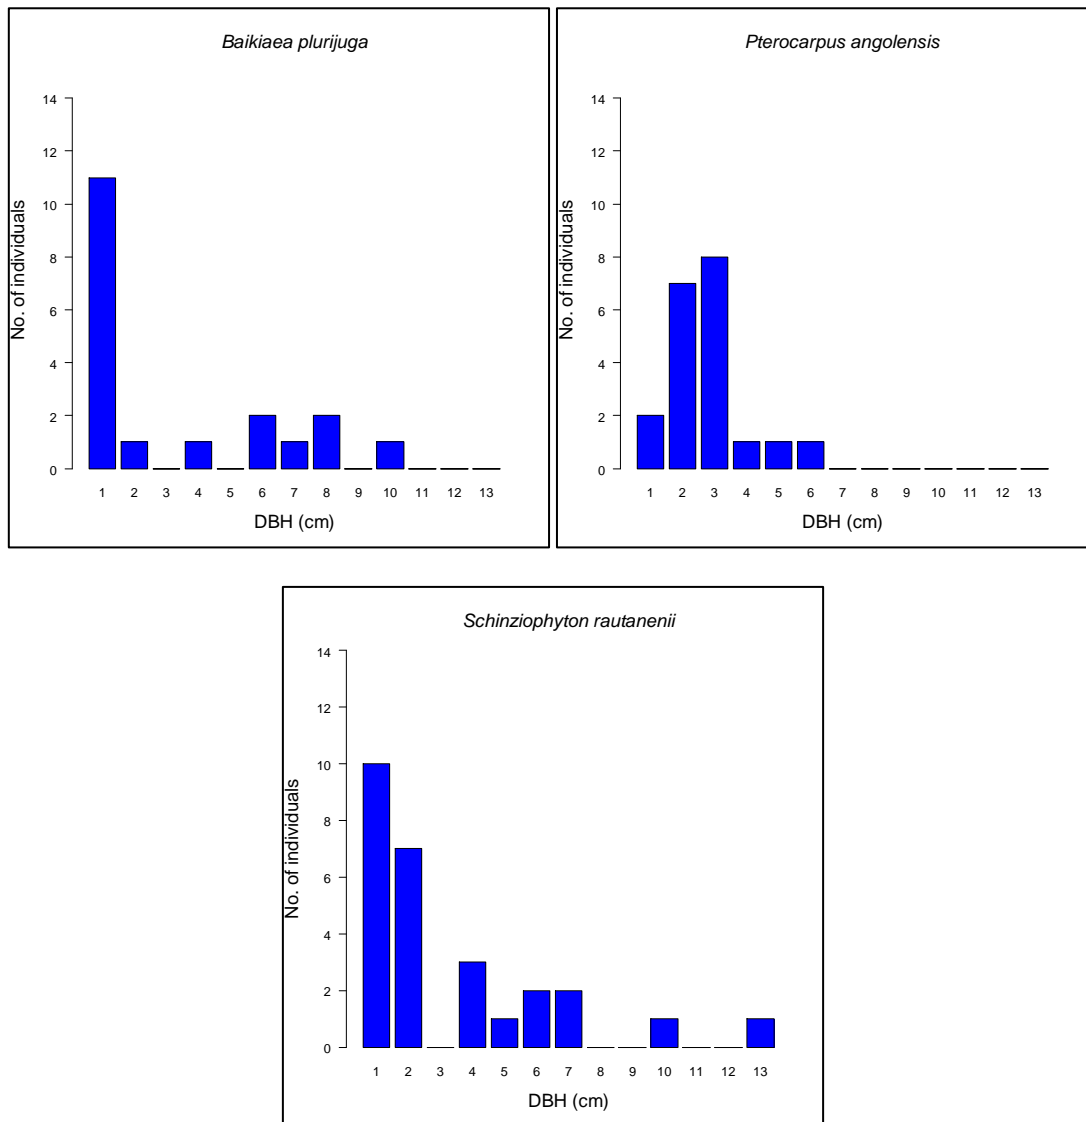 Baikiaea plurijuga
No. of individuals
14
12
10
8
6
4
2
0
1 2 3 4 5 6 7 8 9 10 11 12 13
DBH (cm)
Pterocarpus angolensis
No. of individuals
14
12
10
8
6
4
2
0
1 2 3 4 5 6 7 8 9 10 11 12 13
DBH (cm)
Schinziophyton rautanenii
No. of individuals
14
12
10
8
6
4
2
0
1 2 3 4 5 6 7 8 9 10 11 12 13
DBH (cm)